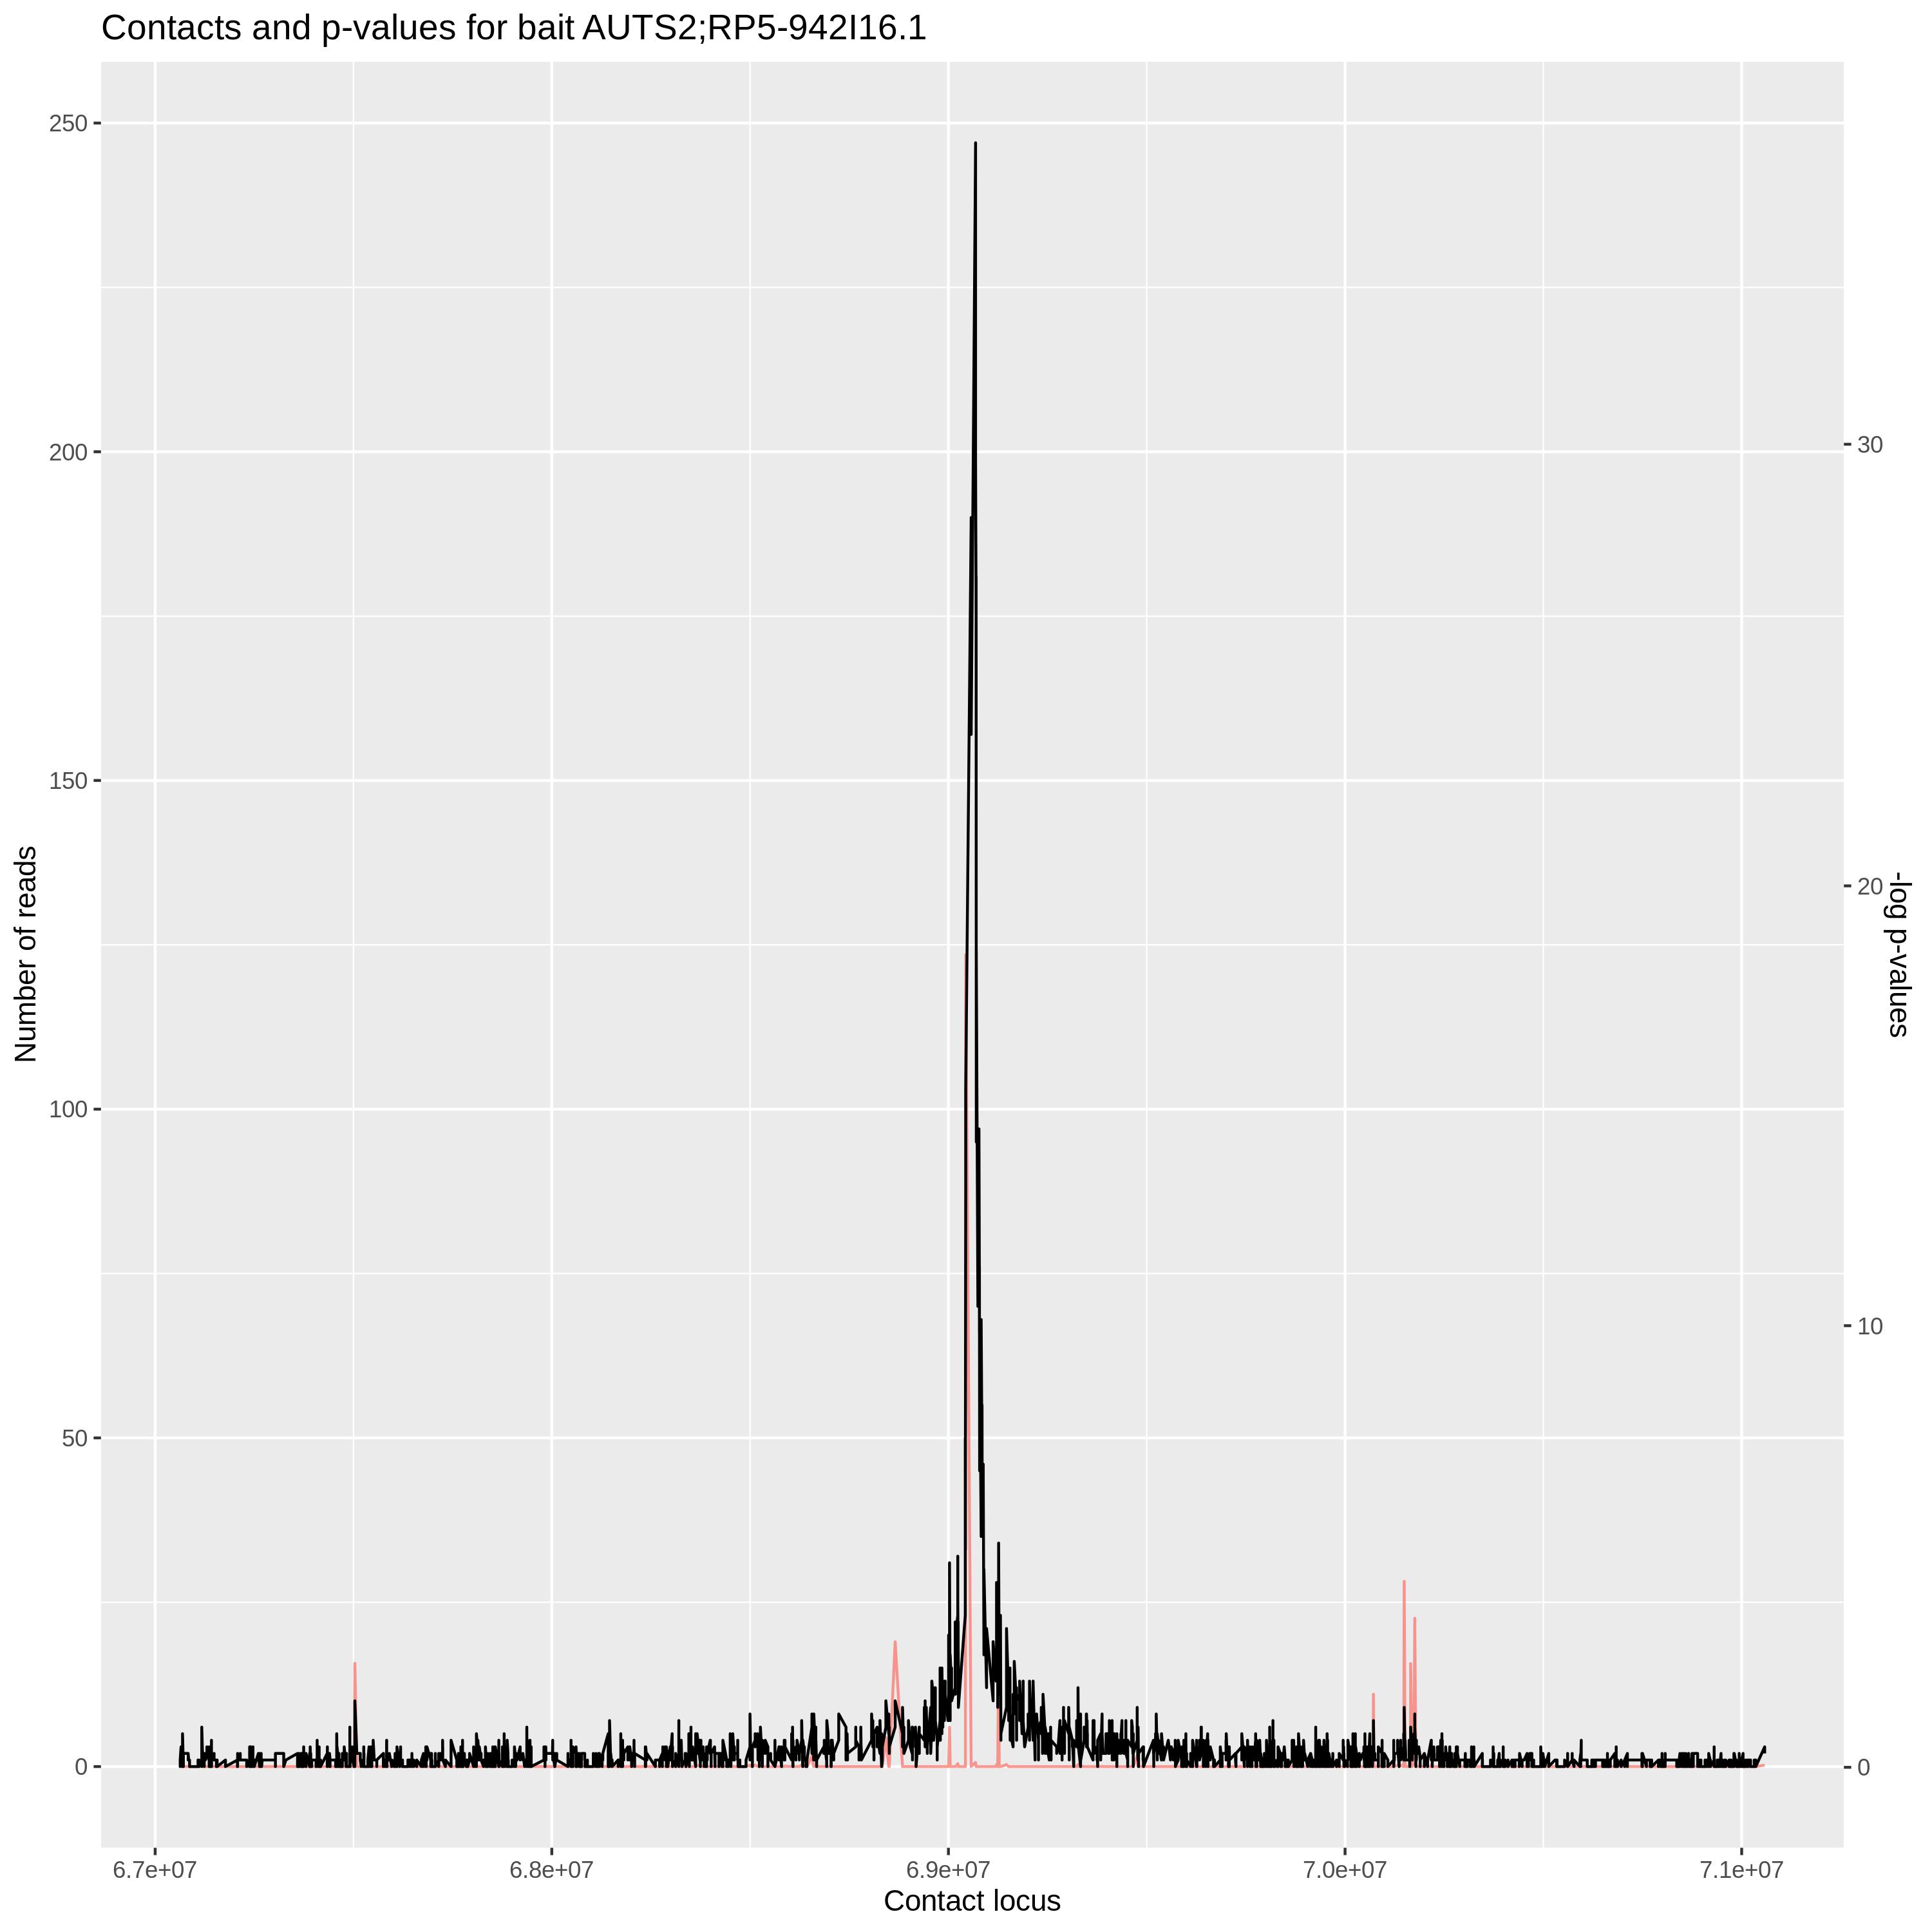 Contacts and p-values for bait AUTS2;RP5-942I16.1
250
200
150
100
50
0
Number of reads
30
20
10
0
-log p-values
6.7e+07
6.8e+07
6.9e+07
7.0e+07
7.1e+07
Contact locus